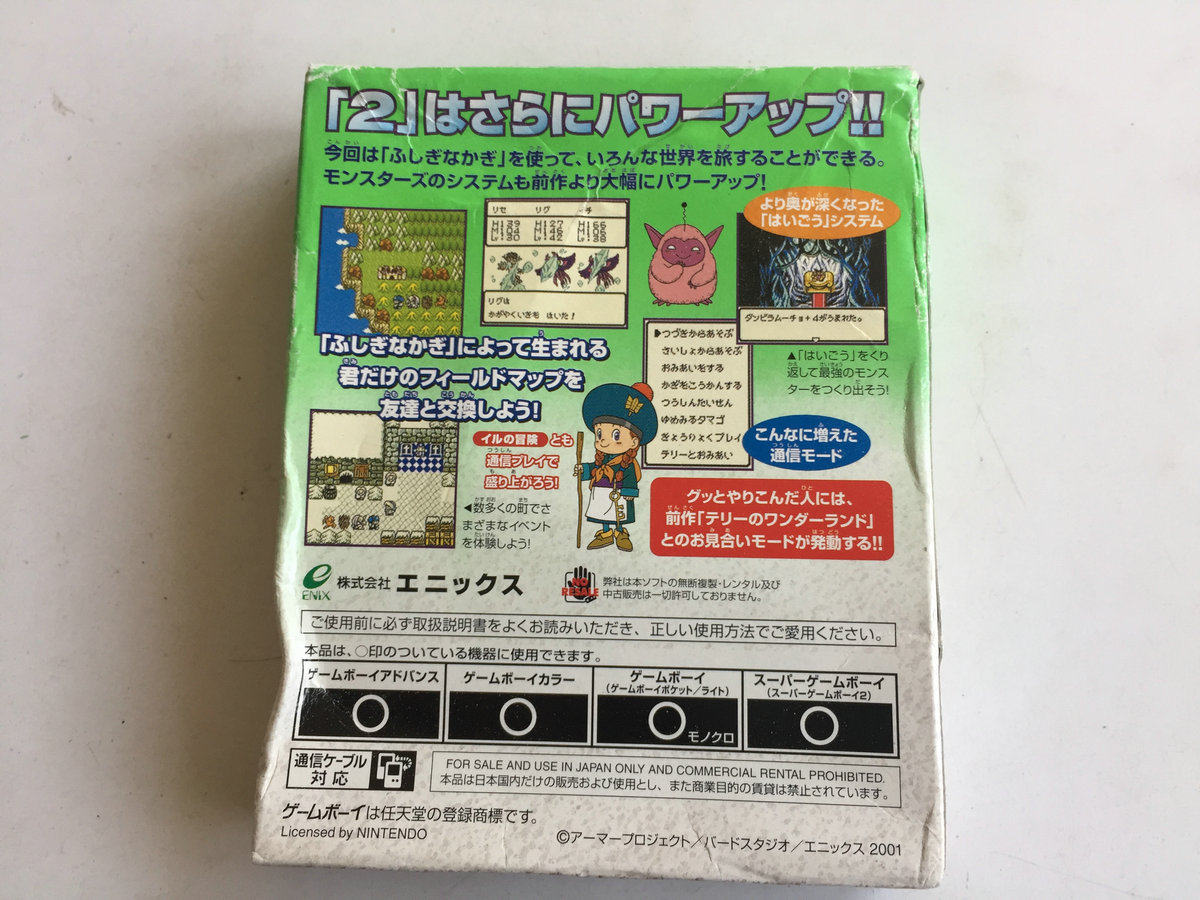 「2」はさらにパワーアップ!!
今回は「ふしぎなかぎ」を使って、いろんな世界を旅することができる。
モンスターズのシステムも前作より大幅にパワーアップ!
より奥が深くなった
「はいごう」システム
リセ リグ
リグは
かがやくいきを はいた!
ダンビラムーチョ+4がうまれた。
▲「はいごう」をくり
返して最強のモンス
ターをつくり出そう!
「ふしぎなかぎ」によって生まれる
君だけのフィールドマップを
友達と交換しよう!
▶つづきからあそぶ
さいしょからあそぶ
おみあいをする
かぎをこうかんする
つうしんたいせん
ゆめみるタマゴ
きょうりょくプレイ
テリーとおみあい
こんなに増えた
通信モード
イルの冒険とも
通信プレイで
盛り上がろう!
◀数多くの町でさ
まざまなイベント
を体験しよう!
グッとやりこんだ人には、
前作「テリーのワンダーランド」
とのお見合いモードが発動する!!
ENIX
株式会社 エニックス
NO RESALE
弊社は本ソフトの無断複製・レンタル及び
中古販売は一切許可しておりません。
ご使用前に必ず取扱説明書をよくお読みいただき、正しい使用方法でご愛用ください。
本品は、○印のついている機器に使用できます。
ゲームボーイアドバンス ゲームボーイカラー ゲームボーイ スーパーゲームボーイ
(ゲームボーイポケット/ライト) (スーパーゲームボーイ2)
○ ○ ○ モノクロ ○
通信ケーブル
対応
FOR SALE AND USE IN JAPAN ONLY AND COMMERCIAL RENTAL PROHIBITED.
本品は日本国内だけの販売および使用とし、また商業目的の賃貸は禁止されています。
ゲームボーイは任天堂の登録商標です。
Licensed by NINTENDO
©アーマープロジェクト/バードスタジオ/エニックス 2001